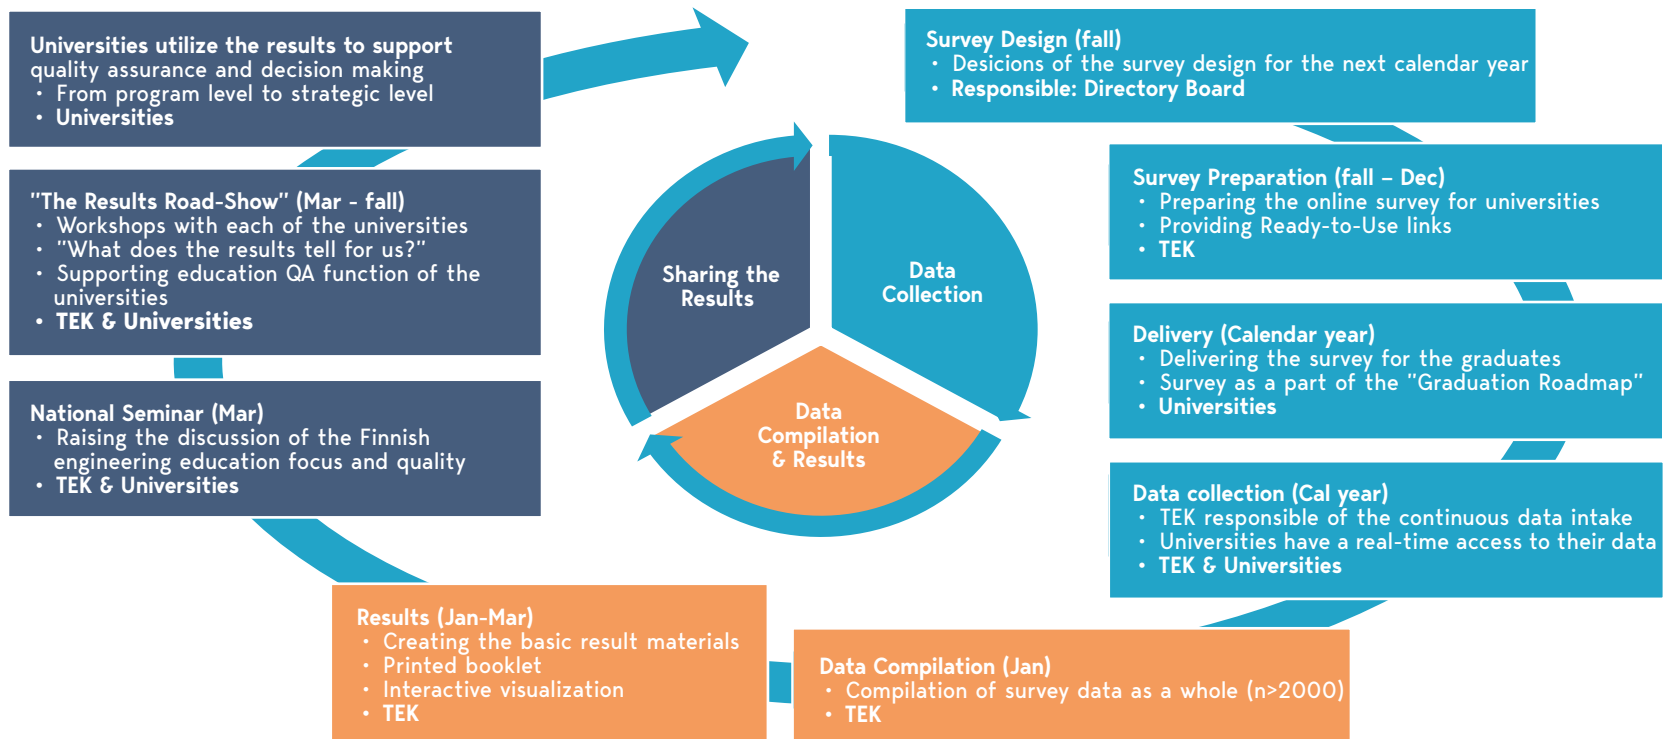 Universities utilize the results to support
quality assurance and decision making
• From program level to strategic level
• Universities
"The Results Road-Show" (Mar - fall)
• Workshops with each of the universities
• "What does the results tell for us?"
• Supporting education QA function of the
universities
• TEK & Universities
National Seminar (Mar)
• Raising the discussion of the Finnish
engineering education focus and quality
• TEK & Universities
Sharing the
Results
Data
Collection
Data
Compilation
& Results
Survey Design (fall)
• Desicions of the survey design for the next calendar year
• Responsible: Directory Board
Survey Preparation (fall – Dec)
• Preparing the online survey for universities
• Providing Ready-to-Use links
• TEK
Delivery (Calendar year)
• Delivering the survey for the graduates
• Survey as a part of the "Graduation Roadmap"
• Universities
Data collection (Cal year)
• TEK responsible of the continuous data intake
• Universities have a real-time access to their data
• TEK & Universities
Results (Jan-Mar)
• Creating the basic result materials
• Printed booklet
• Interactive visualization
• TEK
Data Compilation (Jan)
• Compilation of survey data as a whole (n>2000)
• TEK